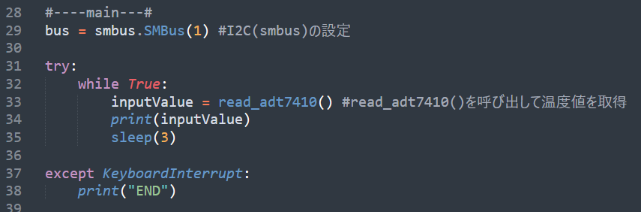 28 #----main---#
29 bus = smbus.SMBus(1) #I2C(smbus)の設定
30
31 try:
32 while True:
33 inputValue = read_adt7410() #read_adt7410()を呼び出して温度値を取得
34 print(inputValue)
35 sleep(3)
36
37 except KeyboardInterrupt:
38 print("END")
39